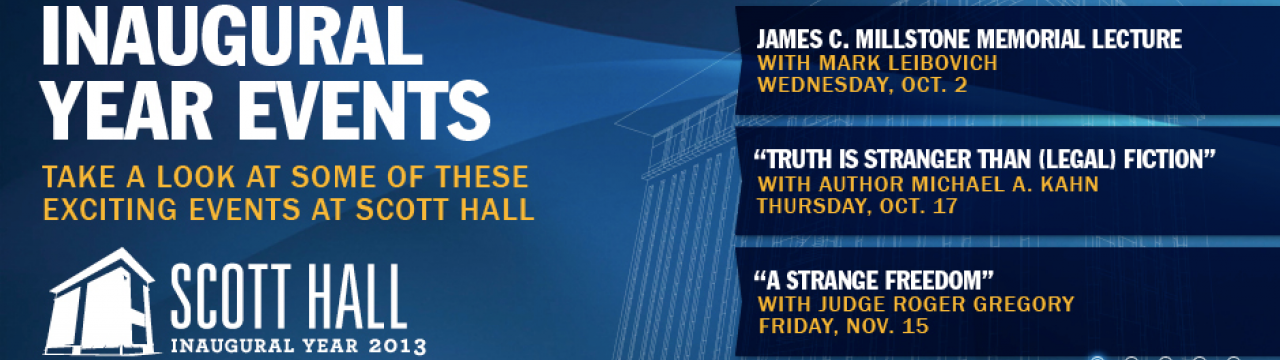 INAUGURAL
YEAR EVENTS
TAKE A LOOK AT SOME OF THESE
EXCITING EVENTS AT SCOTT HALL
SCOTT HALL
INAUGURAL YEAR 2013
JAMES C. MILLSTONE MEMORIAL LECTURE
WITH MARK LEIBOVICH
WEDNESDAY, OCT. 2
“TRUTH IS STRANGER THAN (LEGAL) FICTION”
WITH AUTHOR MICHAEL A. KAHN
THURSDAY, OCT. 17
“A STRANGE FREEDOM”
WITH JUDGE ROGER GREGORY
FRIDAY, NOV. 15